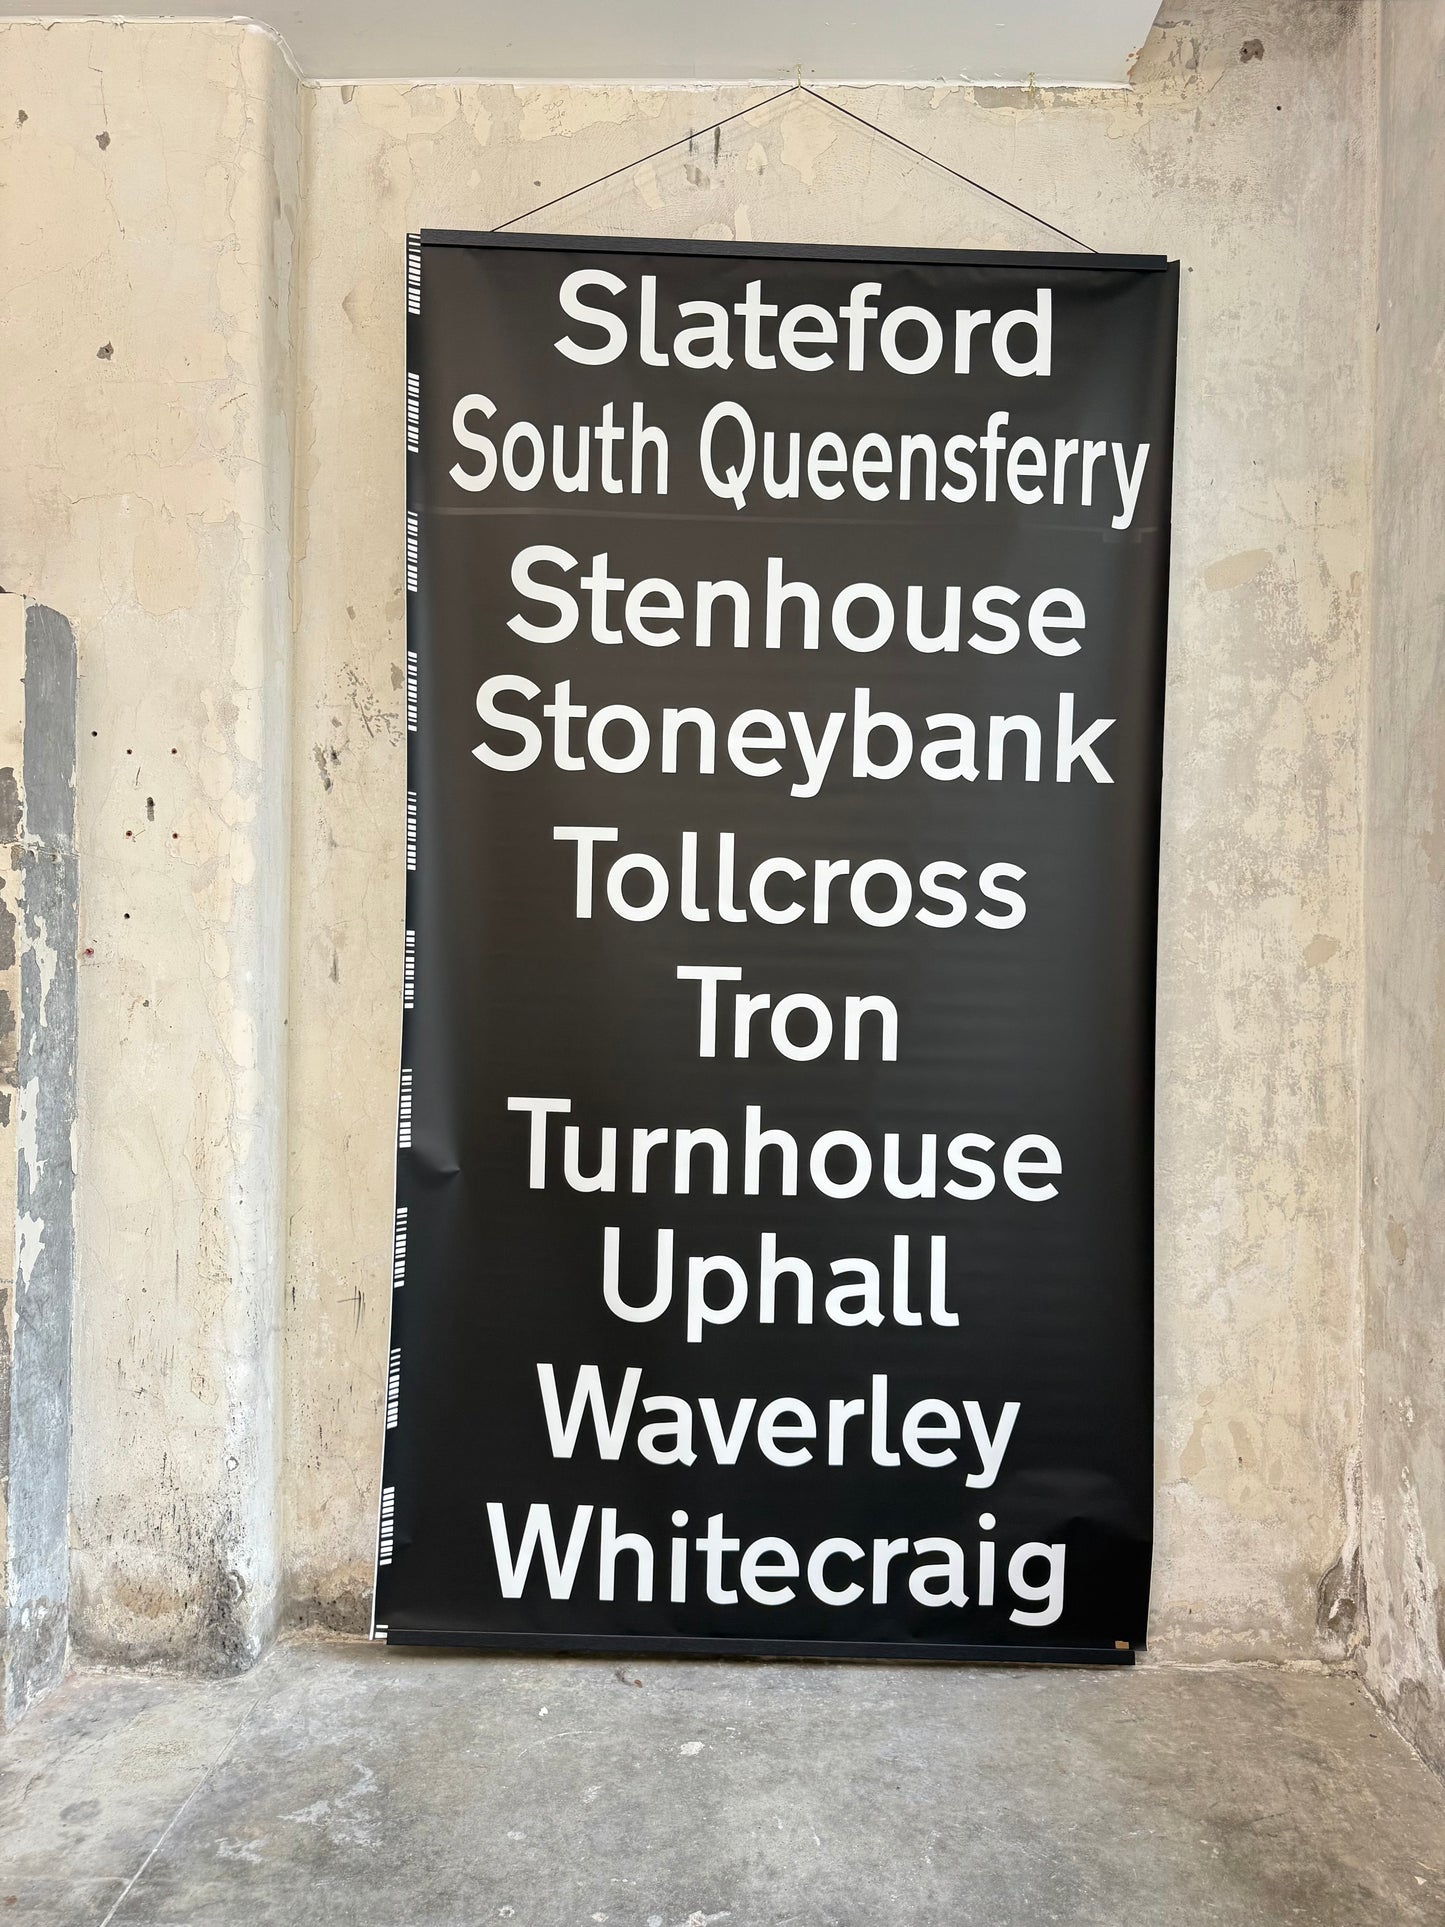 Slateford
South Queensferry
Stenhouse
Stoneybank
Tollcross
Tron
Turnhouse
Uphall
Waverley
Whitecraig